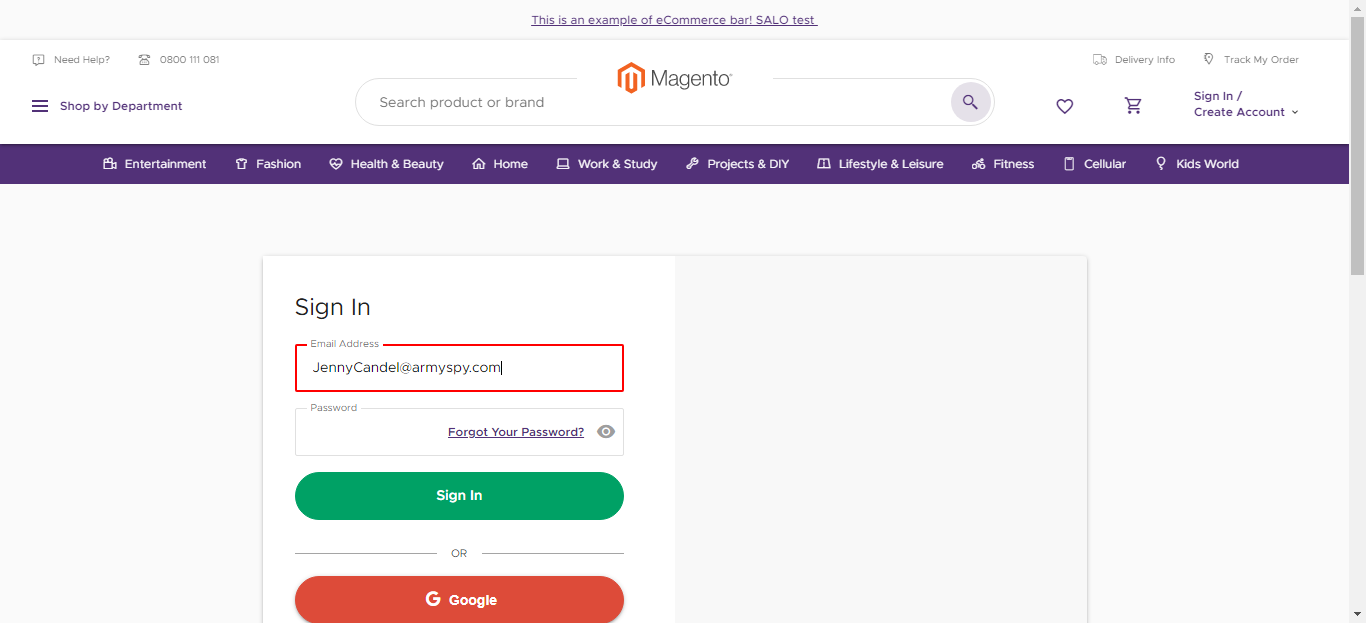 This is an example of eCommerce bar! SALO test
Need Help?
0800 111 081
Magento
Delivery Info
Track My Order
Shop by Department
Search product or brand
Sign In /
Create Account
Entertainment
Fashion
Health & Beauty
Home
Work & Study
Projects & DIY
Lifestyle & Leisure
Fitness
Cellular
Kids World
Sign In
Email Address
JennyCandel@armyspy.com
Password
Forgot Your Password?
Sign In
OR
G Google